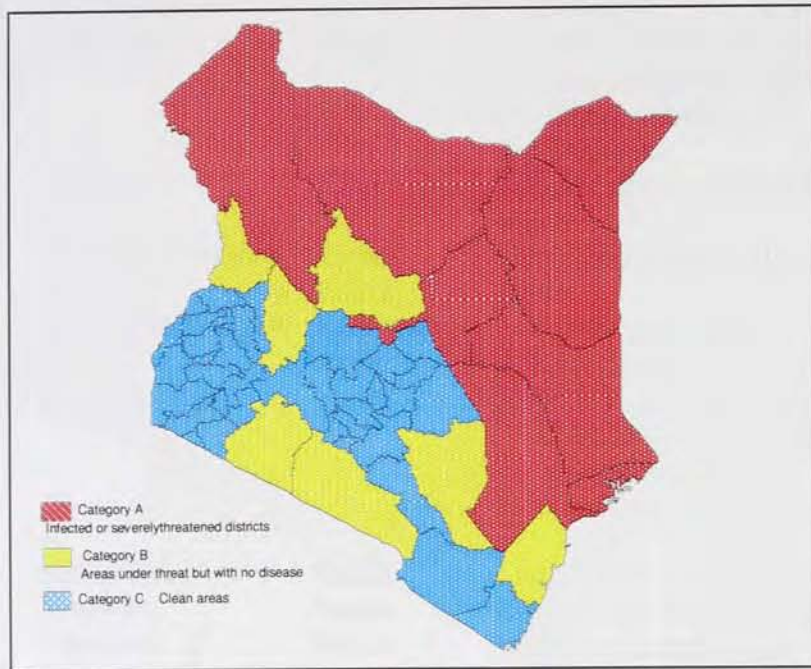 Category A
Infected or severelythreatened districts
Category B
Areas under threat but with no disease
Category C Clean areas